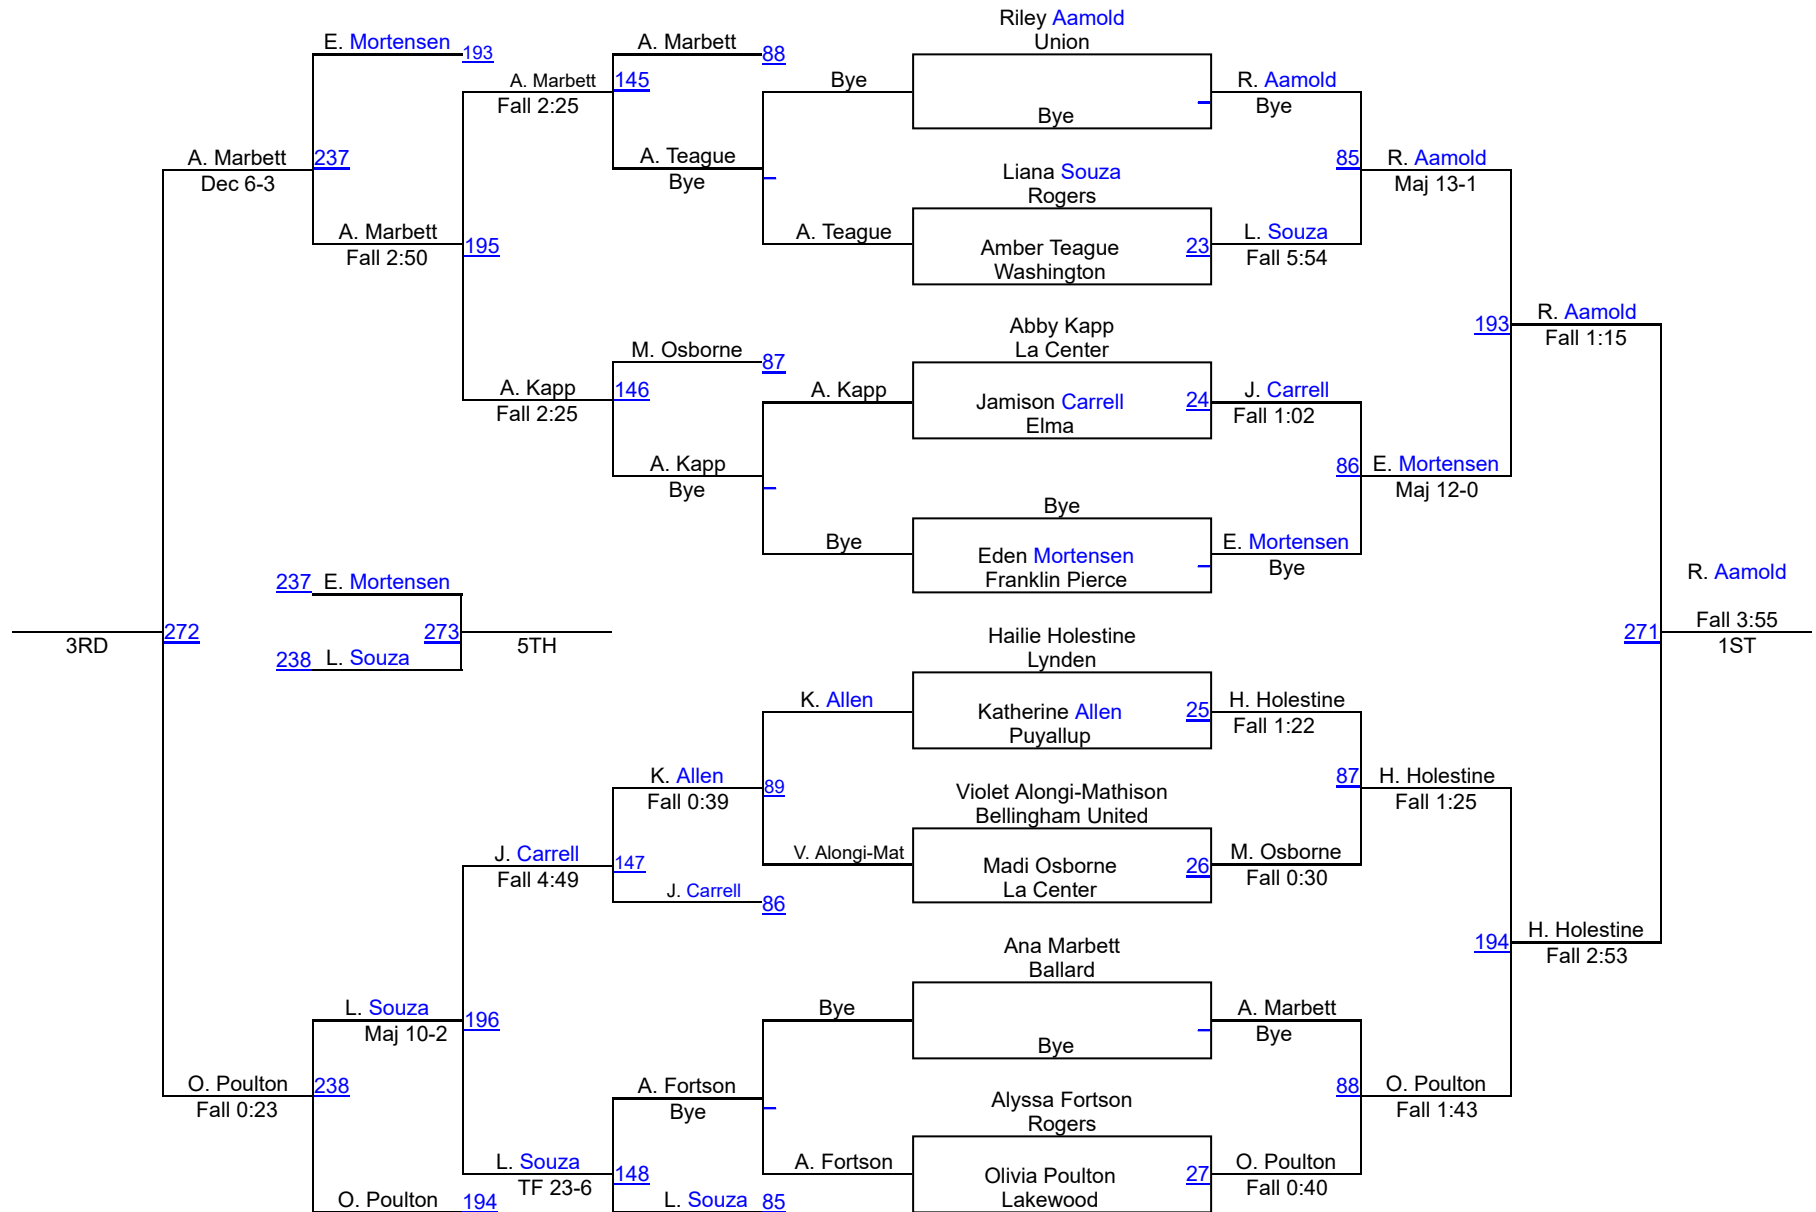 Riley Aamold
Union
E. Mortensen 193
A. Marbett 88
A. Marbett 145
Fall 2:25
Bye
R. Aamold
Bye
Bye
A. Marbett 237
Dec 6-3
A. Teague
Bye
85 R. Aamold
Maj 13-1
Liana Souza
Rogers
A. Marbett 195
Fall 2:50
A. Teague
Amber Teague 23
Washington
L. Souza
Fall 5:54
Abby Kapp
La Center
193 R. Aamold
Fall 1:15
M. Osborne 87
A. Kapp 146
Fall 2:25
A. Kapp
Jamison Carrell 24
Elma
J. Carrell
Fall 1:02
A. Kapp
Bye
86 E. Mortensen
Maj 12-0
Bye
Bye
Eden Mortensen
Franklin Pierce
E. Mortensen
Bye
237 E. Mortensen
R. Aamold
Fall 3:55
271 1ST
272
3RD
273
5TH
238 L. Souza
Hailie Holestine
Lynden
K. Allen
Katherine Allen 25
Puyallup
H. Holestine
Fall 1:22
K. Allen 89
Fall 0:39
87 H. Holestine
Fall 1:25
Violet Alongi-Mathison
Bellingham United
J. Carrell 147
Fall 4:49
V. Alongi-Mat
Madi Osborne 26
La Center
M. Osborne
Fall 0:30
J. Carrell 86
Ana Marbett
Ballard
194 H. Holestine
Fall 2:53
L. Souza 196
Maj 10-2
Bye
Bye
A. Marbett
Bye
O. Poulton 238
Fall 0:23
A. Fortson
Bye
88 O. Poulton
Fall 1:43
Alyssa Fortson
Rogers
L. Souza 148
TF 23-6
A. Fortson
Olivia Poulton 27
Lakewood
O. Poulton
Fall 0:40
O. Poulton 194
L. Souza 85